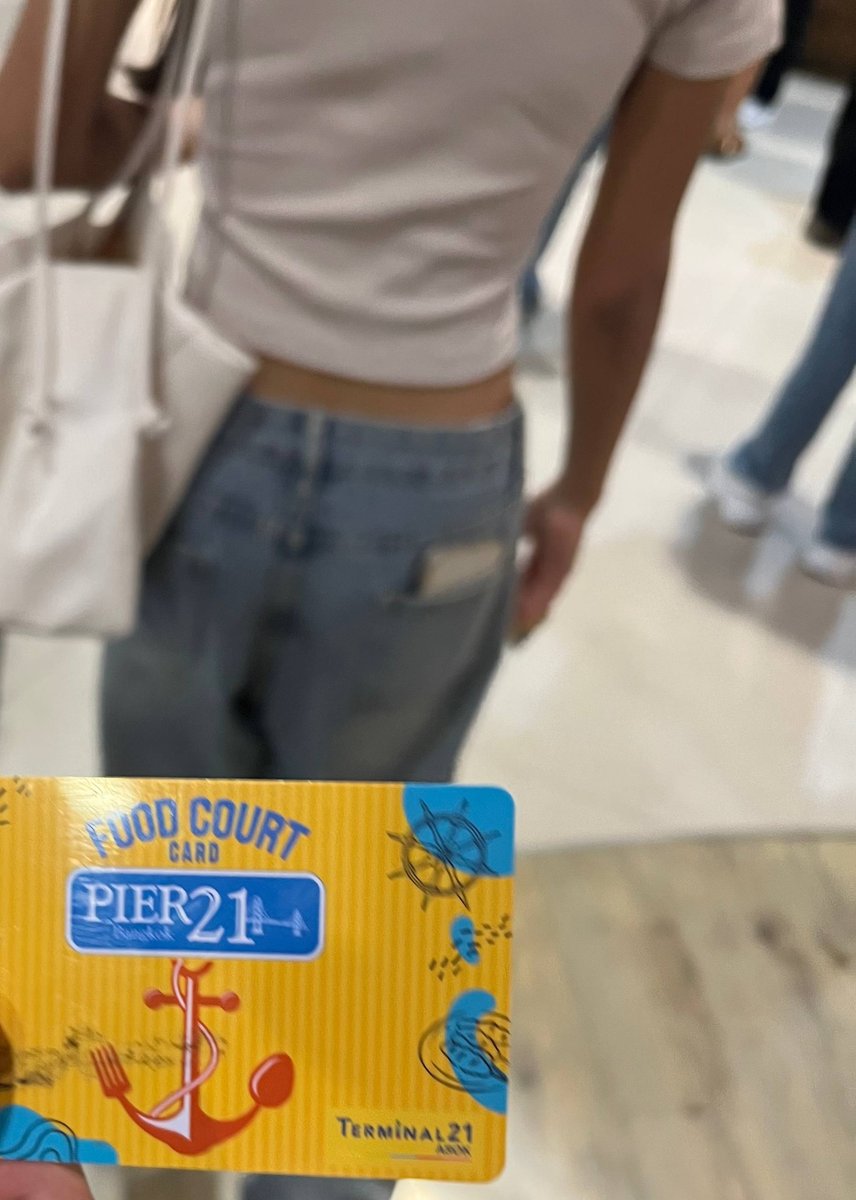 FOOD COURT
CARD
PIER21
Bangkok
TERMINAL21
ASOK